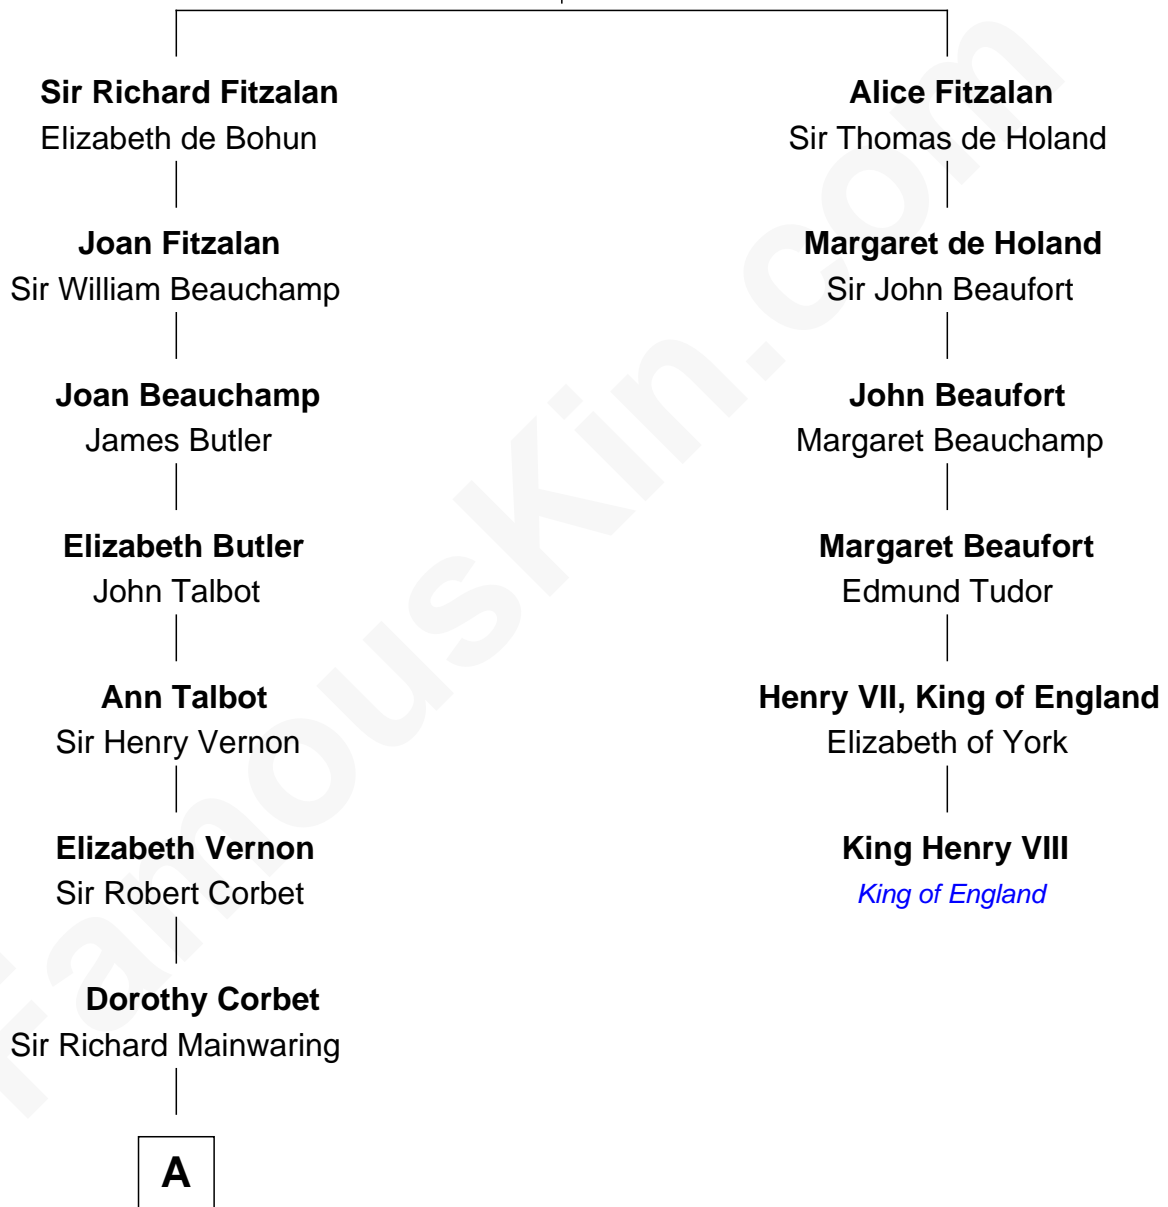 Sir Richard Fitzalan
Elizabeth de Bohun
Joan Fitzalan
Sir William Beauchamp
Joan Beauchamp
James Butler
Elizabeth Butler
John Talbot
Ann Talbot
Sir Henry Vernon
Elizabeth Vernon
Sir Robert Corbet
Dorothy Corbet
Sir Richard Mainwaring
A
Alice Fitzalan
Sir Thomas de Holand
Margaret de Holand
Sir John Beaufort
John Beaufort
Margaret Beauchamp
Margaret Beaufort
Edmund Tudor
Henry VII, King of England
Elizabeth of York
King Henry VIII
King of England
FamousKin.com